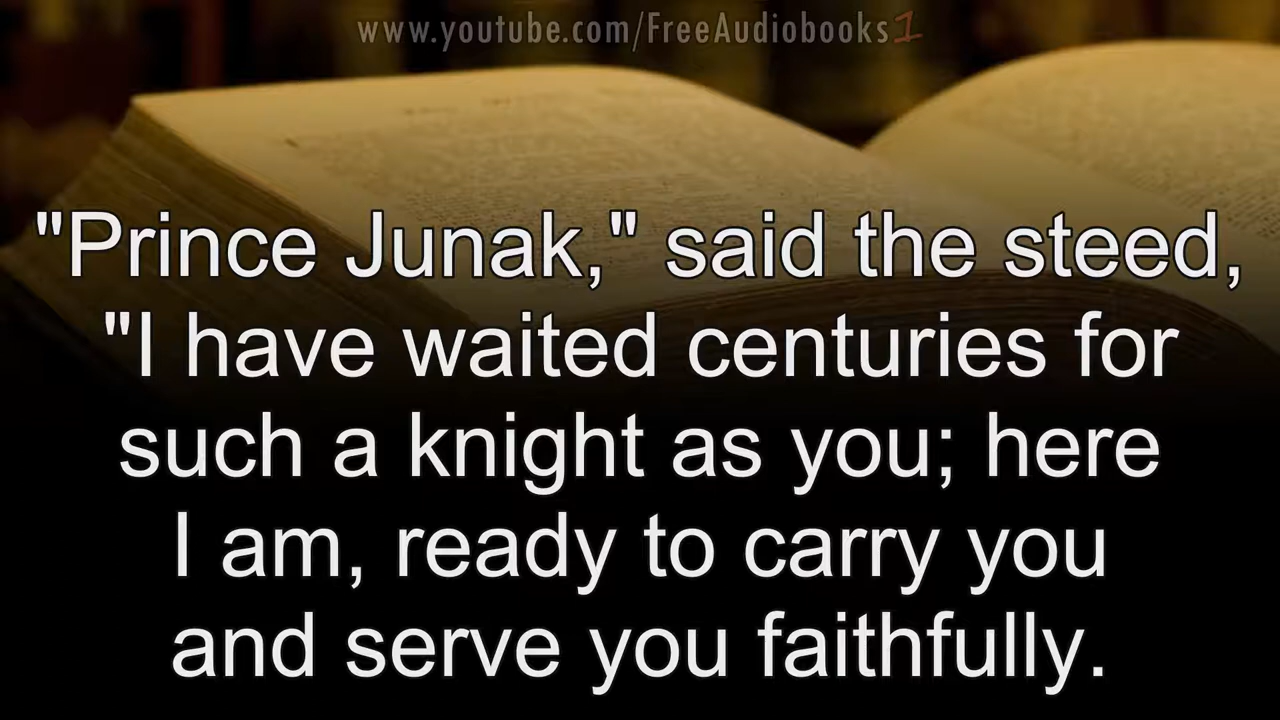 www.youtube.com/FreeAudiobooks1
"Prince Junak," said the steed,
"I have waited centuries for
such a knight as you; here
I am, ready to carry you
and serve you faithfully.